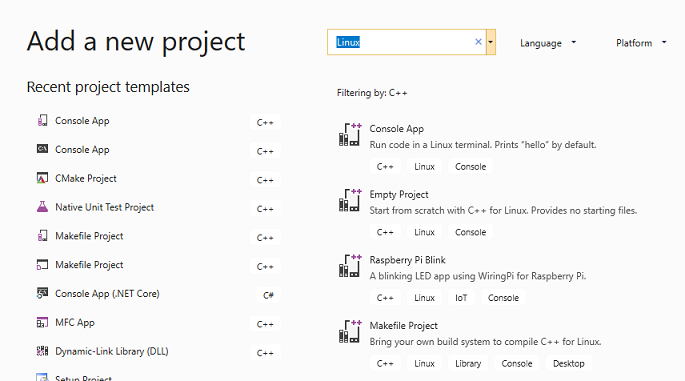 Add a new project
Linux
Language
Platform
Recent project templates
Console App C++
Console App C++
CMake Project C++
Native Unit Test Project C++
Makefile Project C++
Makefile Project C++
Console App (.NET Core) C#
MFC App C++
Dynamic-Link Library (DLL) C++
Setup Project
Filtering by: C++
Console App
Run code in a Linux terminal. Prints "hello" by default.
C++ Linux Console
Empty Project
Start from scratch with C++ for Linux. Provides no starting files.
C++ Linux Console
Raspberry Pi Blink
A blinking LED app using WiringPi for Raspberry Pi.
C++ Linux IoT Console
Makefile Project
Bring your own build system to compile C++ for Linux.
C++ Linux Library Console Desktop